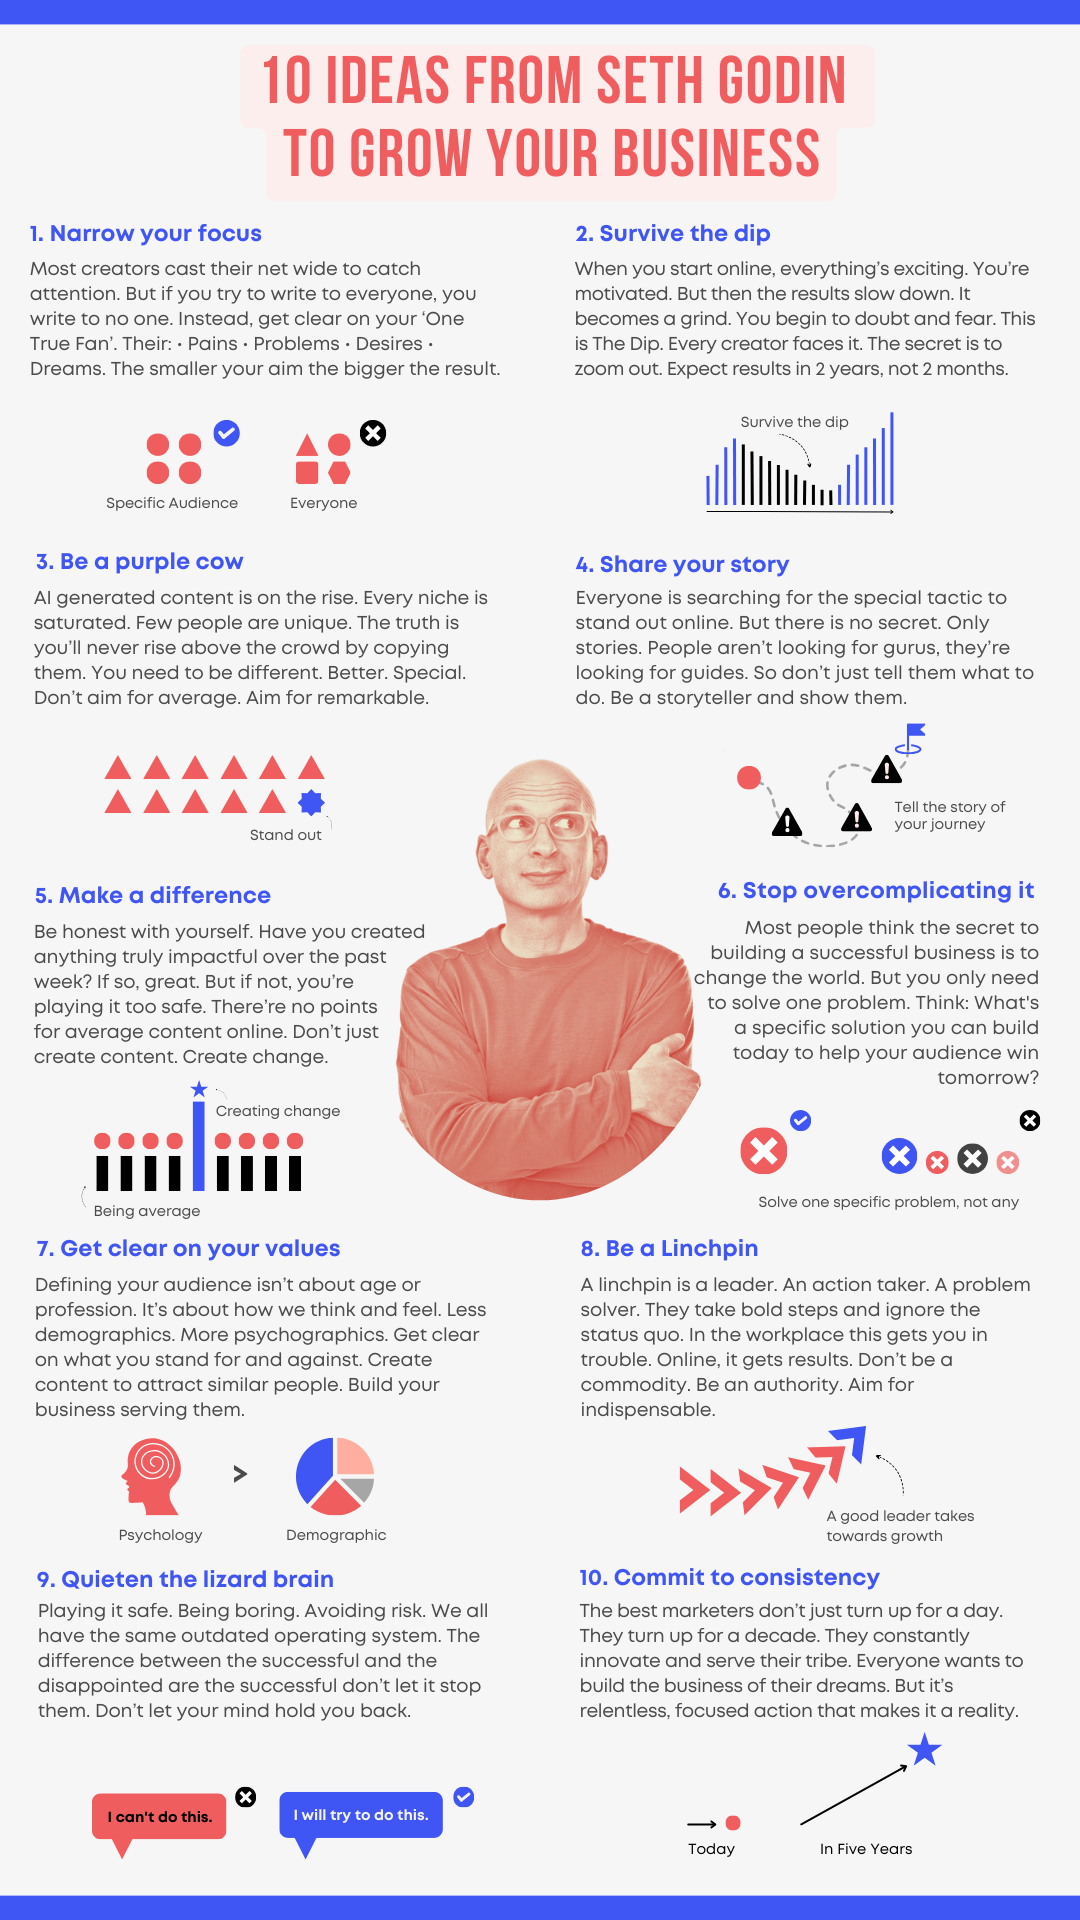 10 IDEAS FROM SETH GODIN
TO GROW YOUR BUSINESS
1. Narrow your focus
Most creators cast their net wide to catch
attention. But if you try to write to everyone, you
write to no one. Instead, get clear on your ‘One
True Fan’. Their: • Pains • Problems • Desires •
Dreams. The smaller your aim the bigger the result.
Specific Audience
Everyone
2. Survive the dip
When you start online, everything’s exciting. You’re
motivated. But then the results slow down. It
becomes a grind. You begin to doubt and fear. This
is The Dip. Every creator faces it. The secret is to
zoom out. Expect results in 2 years, not 2 months.
Survive the dip
3. Be a purple cow
AI generated content is on the rise. Every niche is
saturated. Few people are unique. The truth is
you’ll never rise above the crowd by copying
them. You need to be different. Better. Special.
Don’t aim for average. Aim for remarkable.
Stand out
4. Share your story
Everyone is searching for the special tactic to
stand out online. But there is no secret. Only
stories. People aren’t looking for gurus, they’re
looking for guides. So don’t just tell them what to
do. Be a storyteller and show them.
Tell the story of
your journey
5. Make a difference
Be honest with yourself. Have you created
anything truly impactful over the past
week? If so, great. But if not, you’re
playing it too safe. There’re no points
for average content online. Don’t just
create content. Create change.
Creating change
Being average
6. Stop overcomplicating it
Most people think the secret to
building a successful business is to
change the world. But you only need
to solve one problem. Think: What's
a specific solution you can build
today to help your audience win
tomorrow?
Solve one specific problem, not any
7. Get clear on your values
Defining your audience isn’t about age or
profession. It’s about how we think and feel. Less
demographics. More psychographics. Get clear
on what you stand for and against. Create
content to attract similar people. Build your
business serving them.
>
Psychology
Demographic
8. Be a Linchpin
A linchpin is a leader. An action taker. A problem
solver. They take bold steps and ignore the
status quo. In the workplace this gets you in
trouble. Online, it gets results. Don’t be a
commodity. Be an authority. Aim for
indispensable.
A good leader takes
towards growth
9. Quieten the lizard brain
Playing it safe. Being boring. Avoiding risk. We all
have the same outdated operating system. The
difference between the successful and the
disappointed are the successful don’t let it stop
them. Don’t let your mind hold you back.
I can't do this.
I will try to do this.
10. Commit to consistency
The best marketers don’t just turn up for a day.
They turn up for a decade. They constantly
innovate and serve their tribe. Everyone wants to
build the business of their dreams. But it’s
relentless, focused action that makes it a reality.
Today
In Five Years